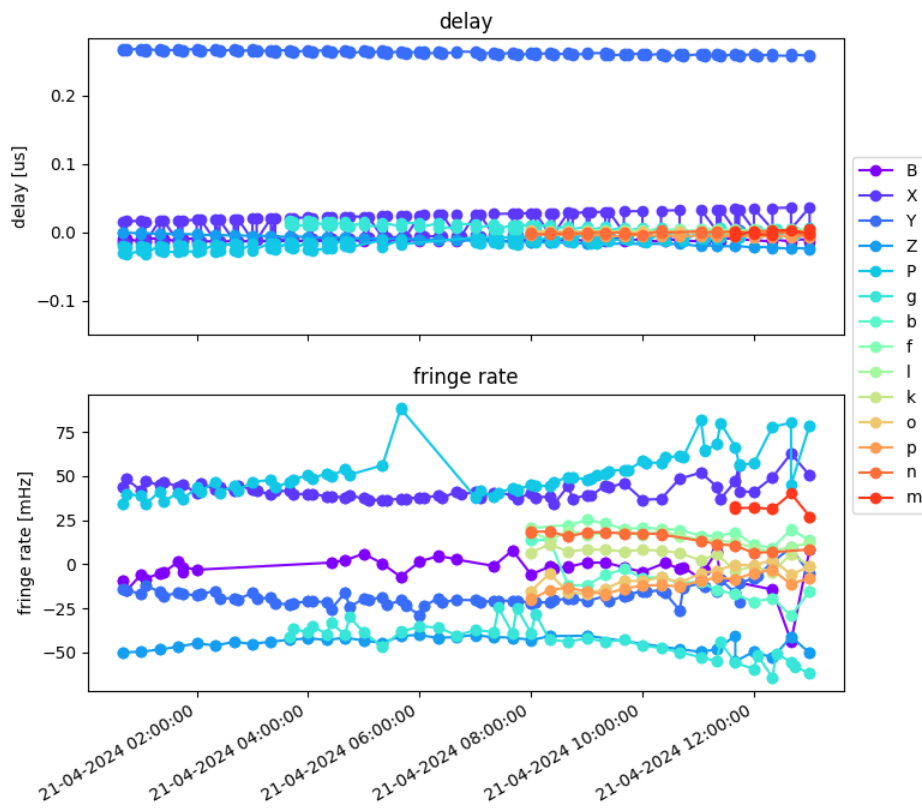 delay
delay [us]
0.2
0.1
0.0
−0.1
fringe rate
fringe rate [mHz]
75
50
25
0
−25
−50
21-04-2024 02:00:00
21-04-2024 04:00:00
21-04-2024 06:00:00
21-04-2024 08:00:00
21-04-2024 10:00:00
21-04-2024 12:00:00
B
X
Y
Z
P
g
b
f
l
k
o
p
n
m